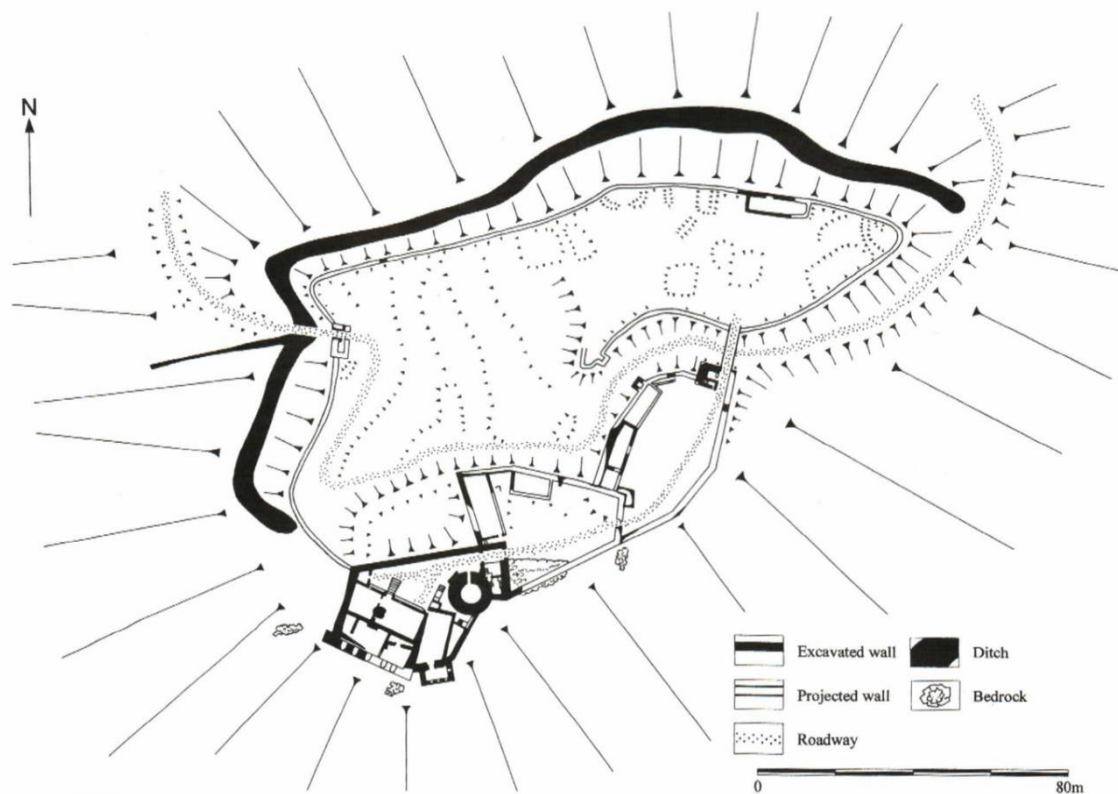 N
Excavated wall
Ditch
Projected wall
Bedrock
Roadway
0
80m